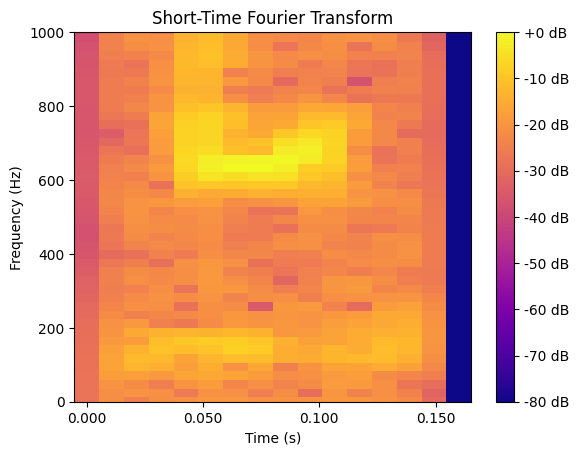 Short-Time Fourier Transform
1000
800
600
400
200
0
Frequency (Hz)
0.000
0.050
0.100
0.150
Time (s)
+0 dB
-10 dB
-20 dB
-30 dB
-40 dB
-50 dB
-60 dB
-70 dB
-80 dB